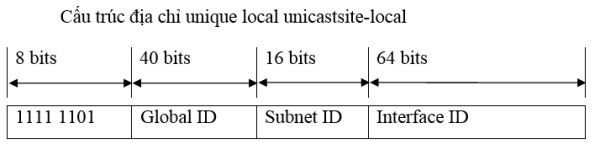 Cấu trúc địa chỉ unique local unicastsite-local
8 bits 40 bits 16 bits 64 bits
1111 1101 Global ID Subnet ID Interface ID